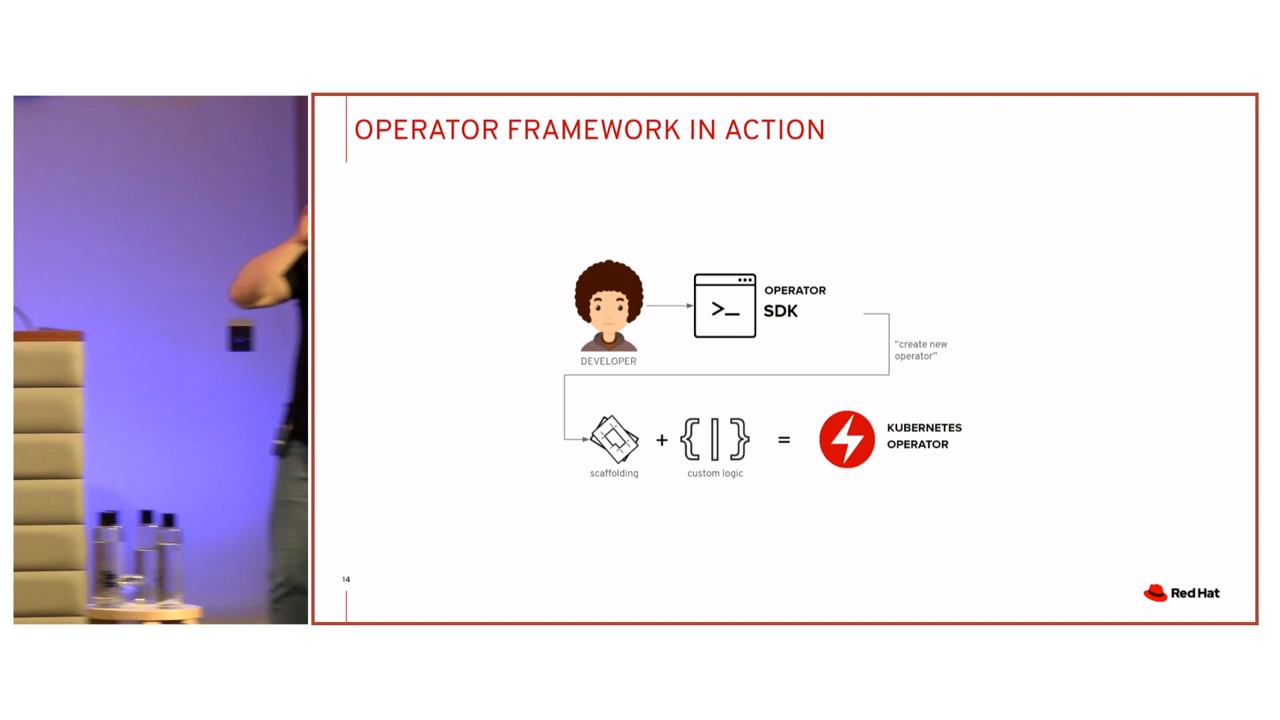 OPERATOR FRAMEWORK IN ACTION
OPERATOR
SDK
DEVELOPER
"create new
operator"
scaffolding
+
custom logic
=
KUBERNETES
OPERATOR
14
Red Hat